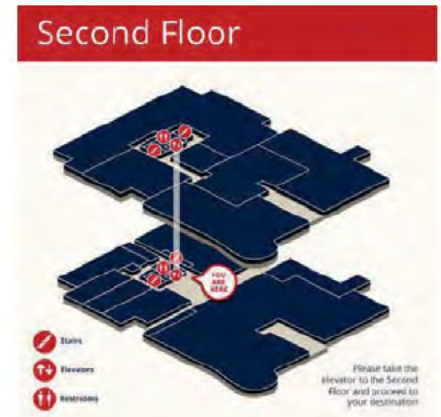 Second Floor
YOU
ARE
HERE
Stairs
Elevators
Restrooms
Please take the
Elevator to the Second
Floor and proceed to
your destination